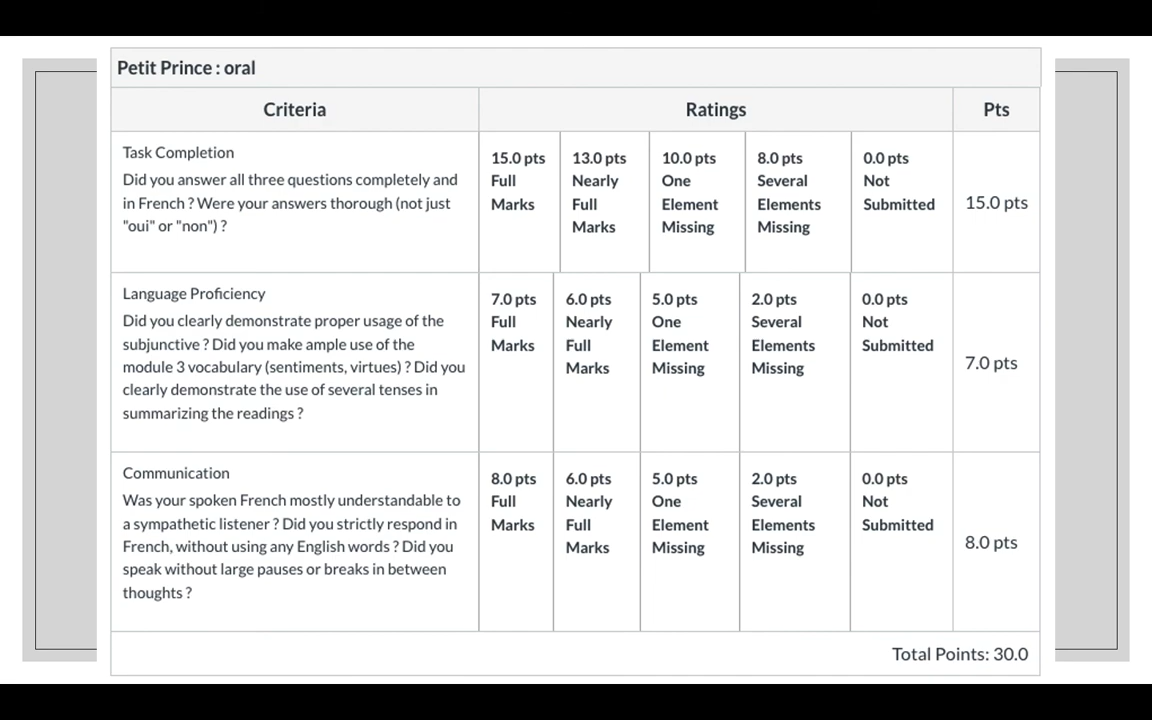 Petit Prince : oral
Criteria
Ratings
Pts
Task Completion
Did you answer all three questions completely and
in French ? Were your answers thorough (not just
"oui" or "non") ?
15.0 pts
Full
Marks
13.0 pts
Nearly
Full
Marks
10.0 pts
One
Element
Missing
8.0 pts
Several
Elements
Missing
0.0 pts
Not
Submitted
15.0 pts
Language Proficiency
Did you clearly demonstrate proper usage of the
subjunctive ? Did you make ample use of the
module 3 vocabulary (sentiments, virtues) ? Did you
clearly demonstrate the use of several tenses in
summarizing the readings ?
7.0 pts
Full
Marks
6.0 pts
Nearly
Full
Marks
5.0 pts
One
Element
Missing
2.0 pts
Several
Elements
Missing
0.0 pts
Not
Submitted
7.0 pts
Communication
Was your spoken French mostly understandable to
a sympathetic listener ? Did you strictly respond in
French, without using any English words ? Did you
speak without large pauses or breaks in between
thoughts ?
8.0 pts
Full
Marks
6.0 pts
Nearly
Full
Marks
5.0 pts
One
Element
Missing
2.0 pts
Several
Elements
Missing
0.0 pts
Not
Submitted
8.0 pts
Total Points: 30.0